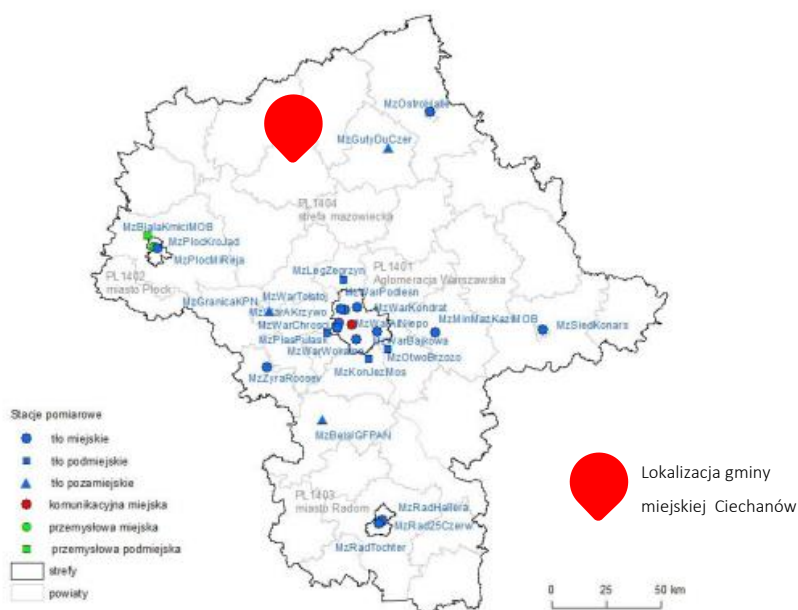 MzOstroHalle
MzGutyDuCzer
PL1404
strefa mazowiecka
MzBialaKmiciMOB
MzPlocKroJad
MzPlocMiReja
PL1402
miasto Płock
MzLegZegrzyn
PL1401
Aglomeracja Warszawska
MzGranicaKPN
MzWarTolstoj
MzWarPodlesn
MzWarAKrzywo
MzWarKondrat
MzWarChrosci
MzWarAlNiepo
MzMinMazKaziMOB
MzSiedKonars
MzPiasPulask
MzWarBajkowa
MzWarWokalna
MzOtwoBrzozo
MzKonJezMos
MzZyraRoosev
MzBelsIGFPAN
Stacje pomiarowe
tło miejskie
tło podmiejskie
tło pozamiejskie
komunikacyjna miejska
przemysłowa miejska
przemysłowa podmiejska
strefy
powiaty
PL1403
miasto Radom
MzRadHallera
MzRad25Czerw
MzRadTochter
Lokalizacja gminy
miejskiej Ciechanów
0 25 50 km